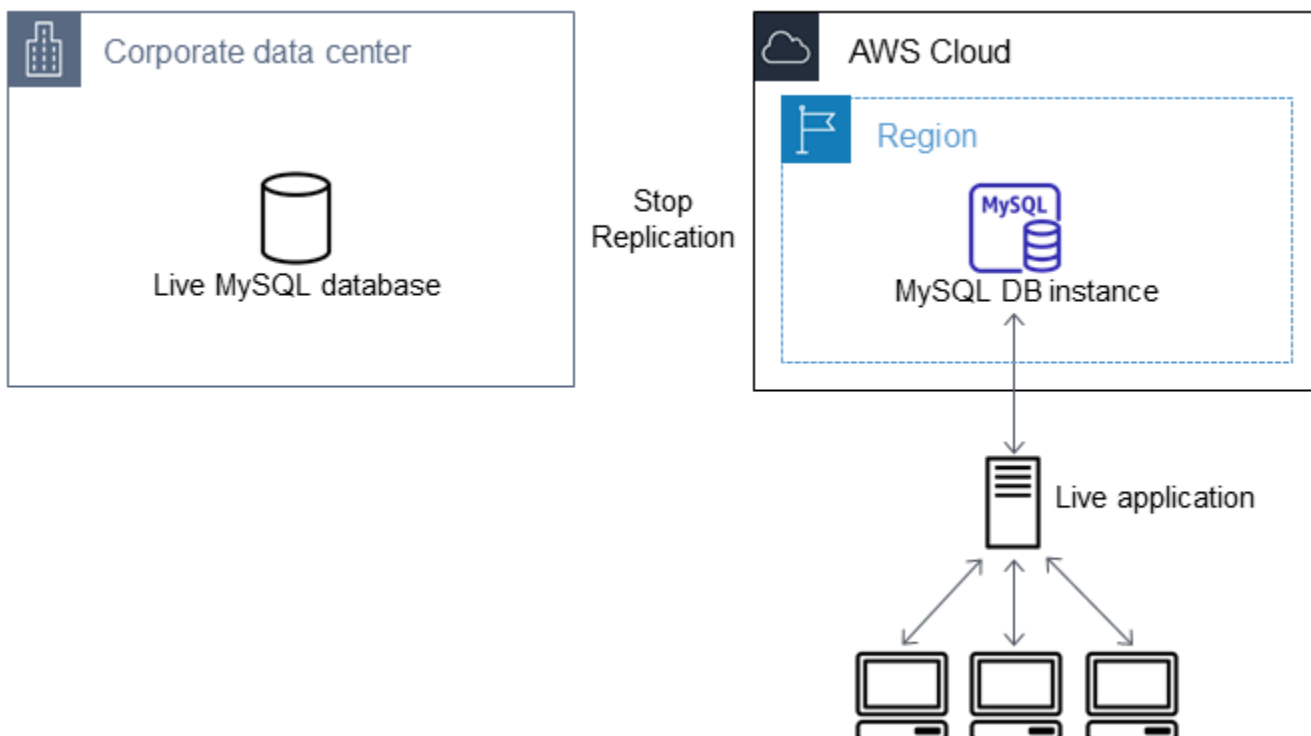 Corporate data center
Live MySQL database
Stop
Replication
AWS Cloud
Region
MySQL
MySQL DB instance
Live application